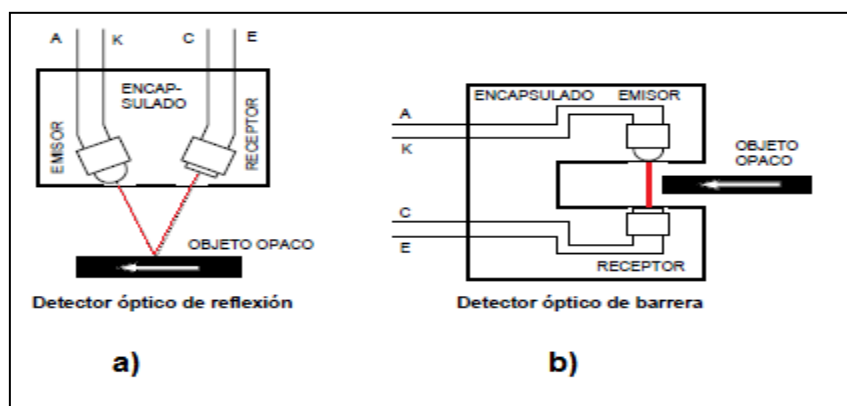 A K C E
ENCAP-
SULADO
EMISOR
RECEPTOR
OBJETO OPACO
Detector óptico de reflexión
a)
ENCAPSULADO EMISOR
A
K
OBJETO
OPACO
C
E
RECEPTOR
Detector óptico de barrera
b)